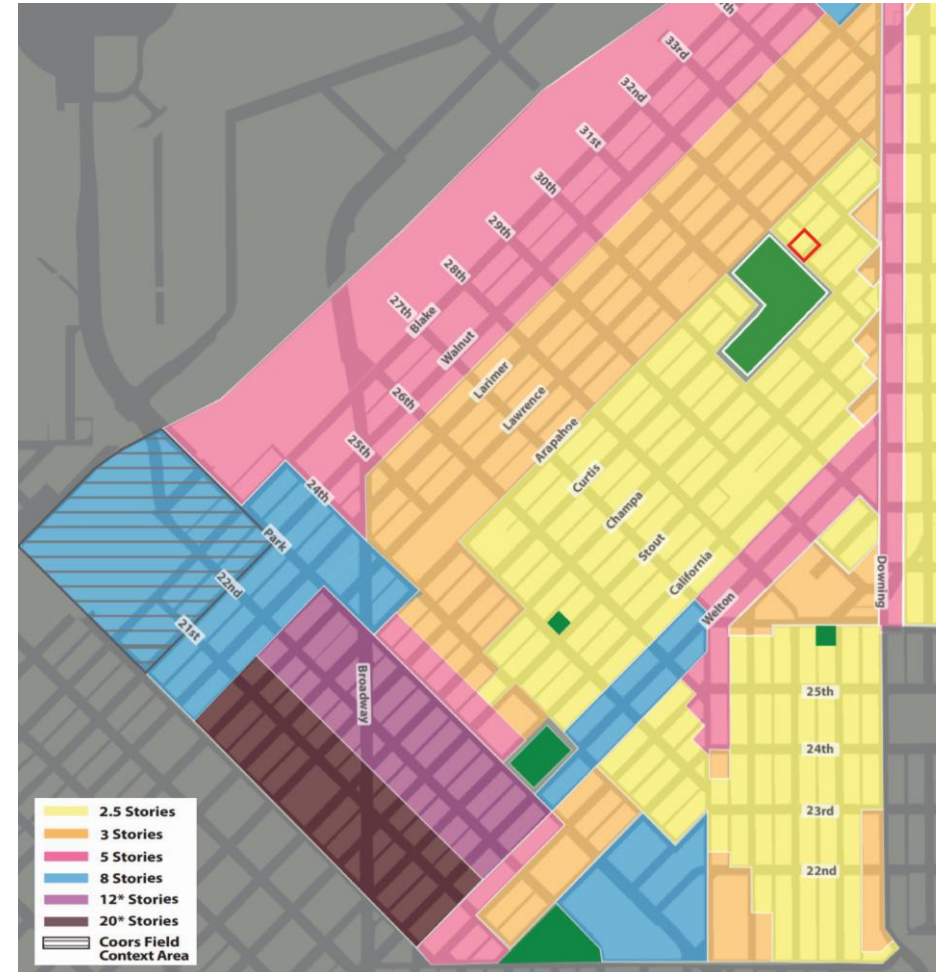 33rd
32nd
31st
30th
29th
28th
27th
Blake
Walnut
26th
Larimer
Lawrence
25th
Arapahoe
Curtis
24th
Champa
Park
Stout
California
Downing
22nd
Welton
21st
Broadway
25th
24th
23rd
22nd
2.5 Stories
3 Stories
5 Stories
8 Stories
12* Stories
20* Stories
Coors Field
Context Area